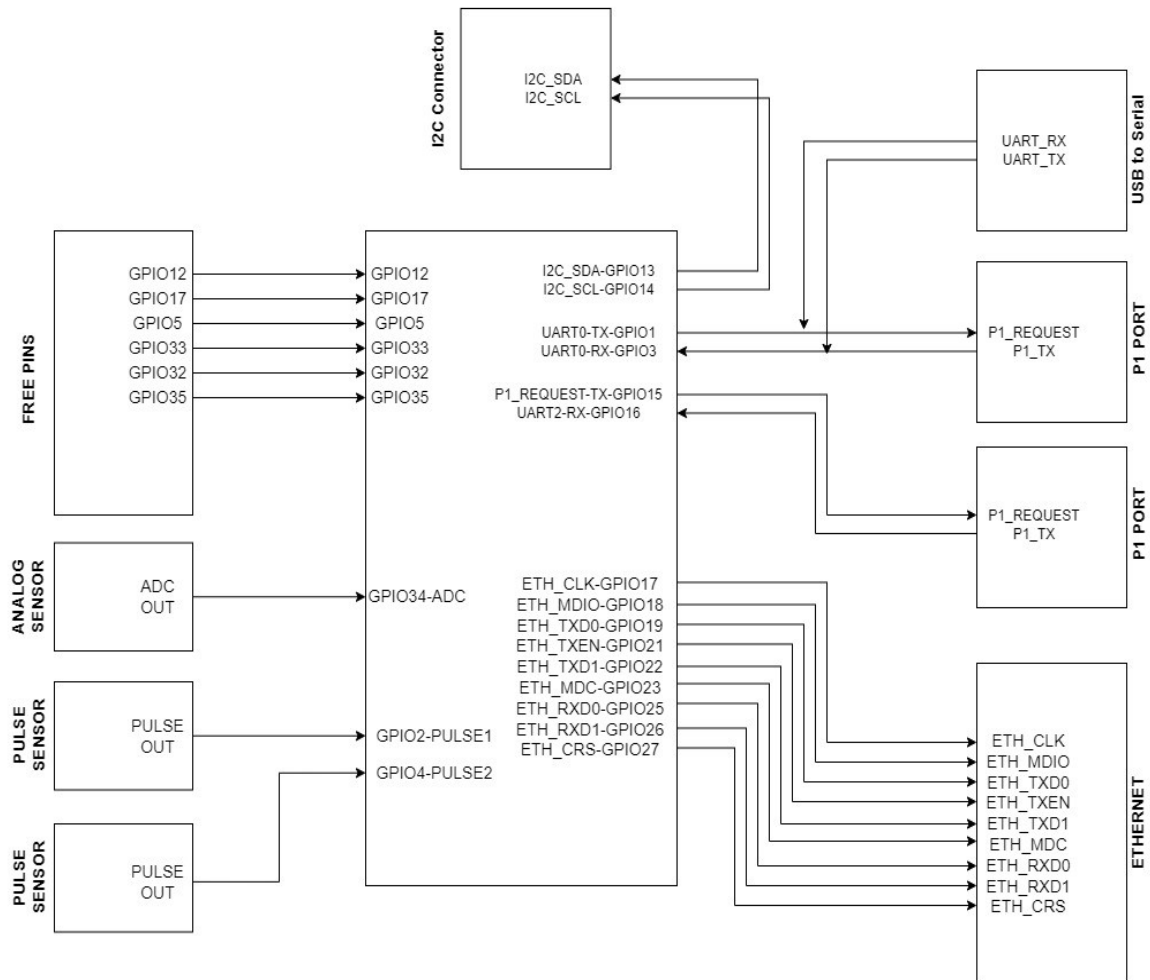 I2C Connector
I2C_SDA
I2C_SCL
USB to Serial
UART_RX
UART_TX
FREE PINS
GPIO12
GPIO17
GPIO5
GPIO33
GPIO32
GPIO35
GPIO12
GPIO17
GPIO5
GPIO33
GPIO32
GPIO35
I2C_SDA-GPIO13
I2C_SCL-GPIO14
UART0-TX-GPIO1
UART0-RX-GPIO3
P1_REQUEST-TX-GPIO15
UART2-RX-GPIO16
P1_REQUEST
P1_TX
P1 PORT
P1_REQUEST
P1_TX
P1 PORT
ANALOG
SENSOR
ADC
OUT
GPIO34-ADC
PULSE
SENSOR
PULSE
OUT
GPIO2-PULSE1
GPIO4-PULSE2
PULSE
SENSOR
PULSE
OUT
ETH_CLK-GPIO17
ETH_MDIO-GPIO18
ETH_TXD0-GPIO19
ETH_TXEN-GPIO21
ETH_TXD1-GPIO22
ETH_MDC-GPIO23
ETH_RXD0-GPIO25
ETH_RXD1-GPIO26
ETH_CRS-GPIO27
ETH_CLK
ETH_MDIO
ETH_TXD0
ETH_TXEN
ETH_TXD1
ETH_MDC
ETH_RXD0
ETH_RXD1
ETH_CRS
ETHERNET